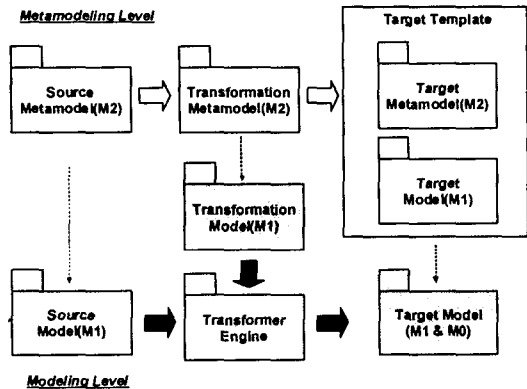 Metamodeling Level
Target Template
Source
Metamodel(M2)
Transformation
Metamodel(M2)
Target
Metamodel(M2)
Target
Model(M1)
Transformation
Model(M1)
Source
Model(M1)
Transformer
Engine
Target Model
(M1 & M0)
Modeling Level